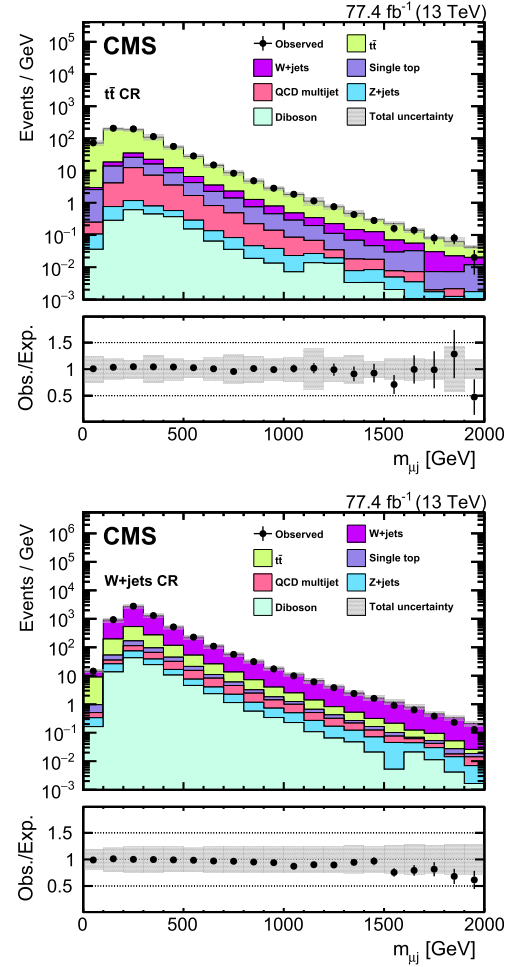 77.4 fb⁻¹ (13 TeV)
Events / GeV
10⁵
10⁴
10³
10²
10
1
10⁻¹
10⁻²
10⁻³
CMS
tt̄ CR
Observed
tt̄
W+jets
Single top
QCD multijet
Z+jets
Diboson
Total uncertainty
Obs./Exp.
1.5
1
0.5
0 500 1000 1500 2000
m_μj [GeV]
77.4 fb⁻¹ (13 TeV)
Events / GeV
10⁶
10⁵
10⁴
10³
10²
10
1
10⁻¹
10⁻²
10⁻³
CMS
W+jets CR
Observed
W+jets
tt̄
Single top
QCD multijet
Z+jets
Diboson
Total uncertainty
Obs./Exp.
1.5
1
0.5
0 500 1000 1500 2000
m_μj [GeV]